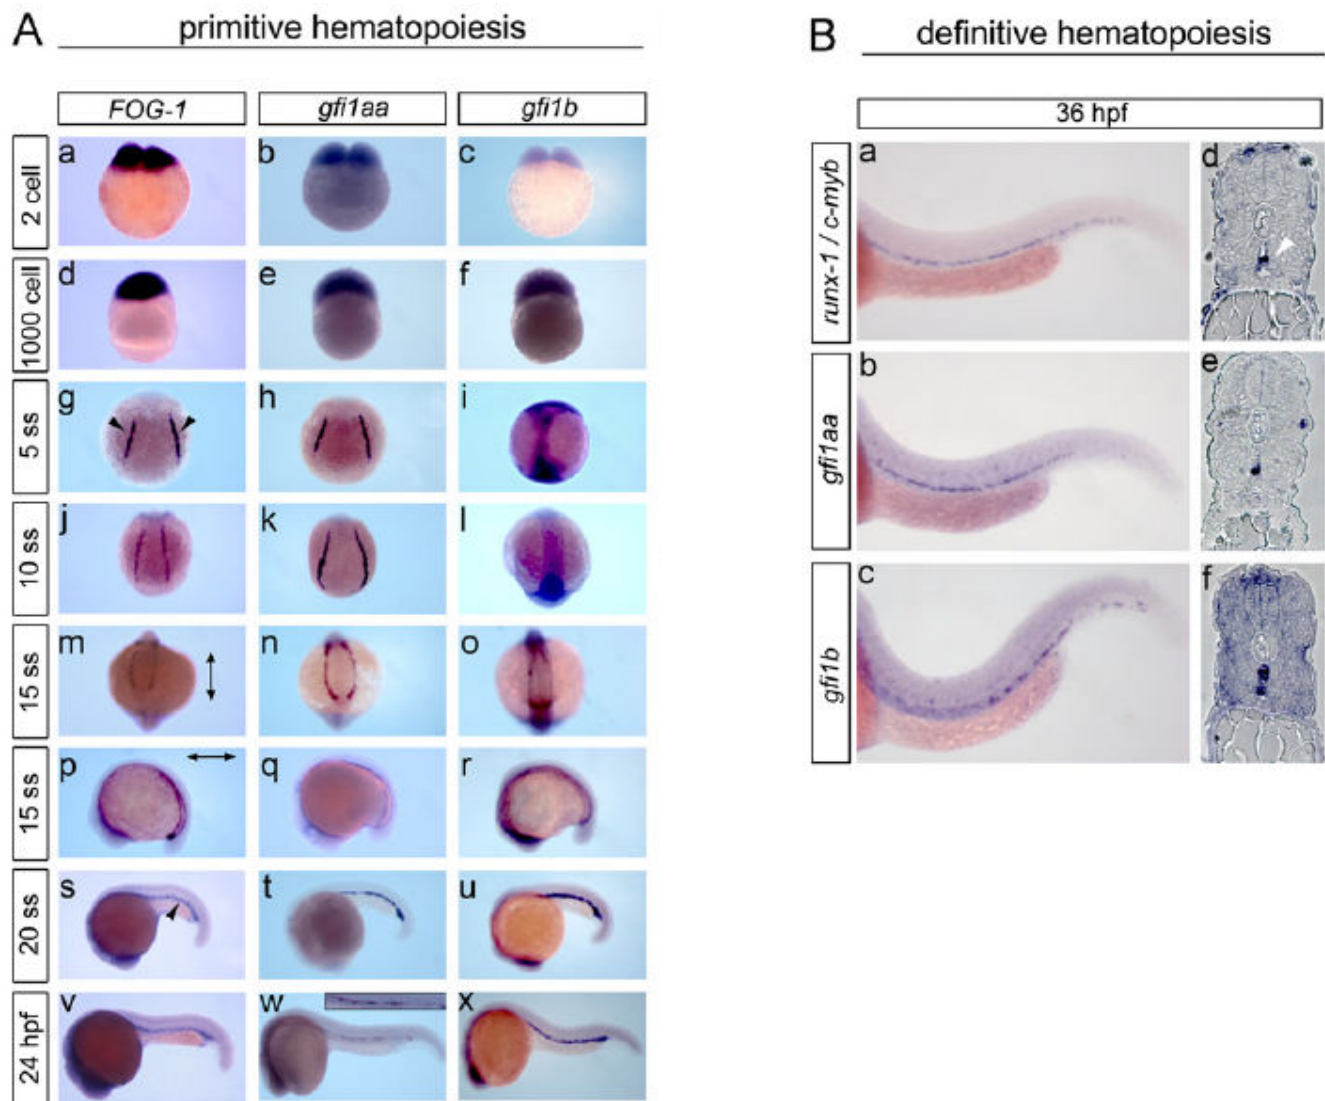 A primitive hematopoiesis
FOG-1 gfi1aa gfi1b
2 cell a b c
1000 cell d e f
5 ss g h i
10 ss j k l
15 ss m n o
15 ss p q r
20 ss s t u
24 hpf v w x
B definitive hematopoiesis
36 hpf
runx-1 / c-myb a d
gfi1aa b e
gfi1b c f